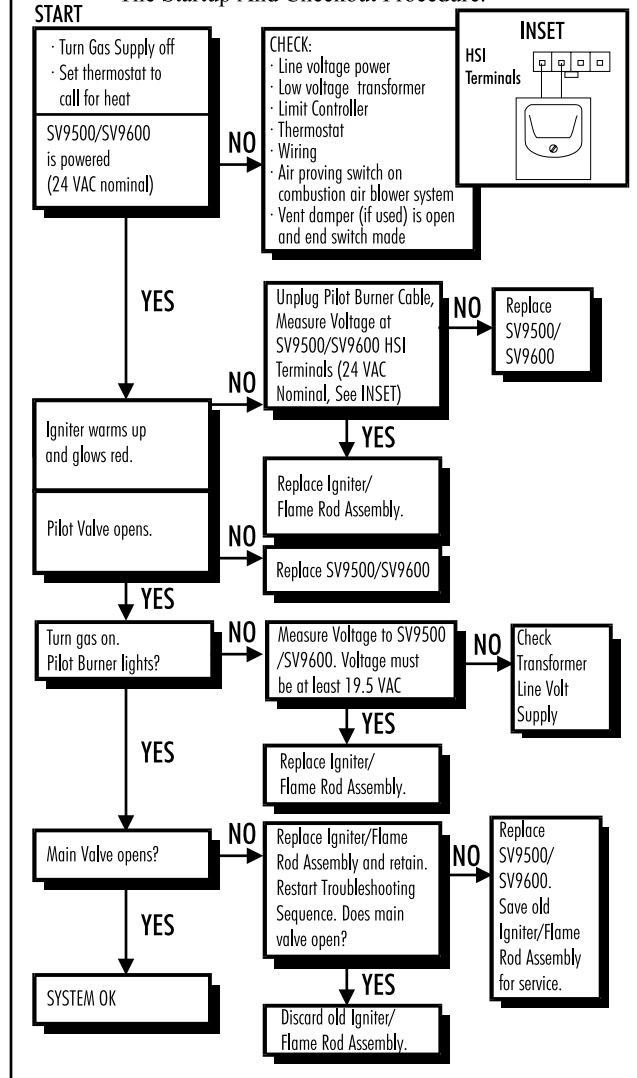 The Startup And Checkout Procedure.
START
· Turn Gas Supply off
· Set thermostat to
call for heat
SV9500/SV9600
is powered
(24 VAC nominal)
NO
CHECK:
· Line voltage power
· Low voltage transformer
· Limit Controller
· Thermostat
· Wiring
· Air proving switch on
combustion air blower system
· Vent damper (if used) is open
and end switch made
INSET
HSI
Terminals
YES
Igniter warms up
and glows red.
NO
Unplug Pilot Burner Cable,
Measure Voltage at
SV9500/SV9600 HSI
Terminals (24 VAC
Nominal, See INSET)
NO
Replace
SV9500/
SV9600
YES
Replace Igniter/
Flame Rod Assembly.
Pilot Valve opens.
NO
Replace SV9500/SV9600
YES
Turn gas on.
Pilot Burner lights?
NO
Measure Voltage to SV9500
/SV9600. Voltage must
be at least 19.5 VAC
NO
Check
Transformer
Line Volt
Supply
YES
Replace Igniter/
Flame Rod Assembly.
YES
Main Valve opens?
NO
Replace Igniter/Flame
Rod Assembly and retain.
Restart Troubleshooting
Sequence. Does main
valve open?
NO
Replace
SV9500/
SV9600.
Save old
Igniter/Flame
Rod Assembly
for service.
YES
Discard old Igniter/
Flame Rod Assembly.
YES
SYSTEM OK